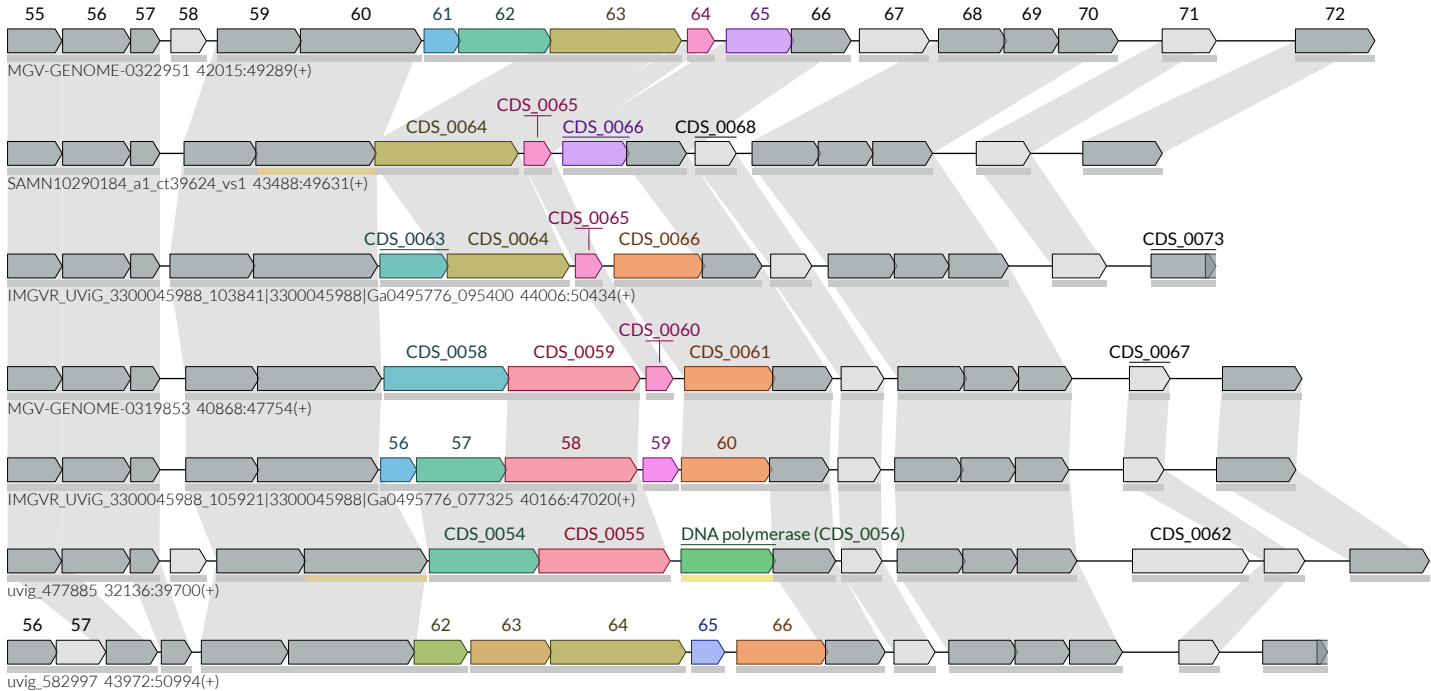 55 56 57 58 59 60 61 62 63 64 65 66 67 68 69 70 71 72
MGV-GENOME-0322951 42015:49289(+)
CDS_0065
CDS_0064 CDS_0066 CDS_0068
SAMN10290184_a1_ct39624_vs1 43488:49631(+)
CDS_0065
CDS_0063 CDS_0064 CDS_0066 CDS_0073
IMGVR_UViG_3300045988_103841|3300045988|Ga0495776_095400 44006:50434(+)
CDS_0060
CDS_0058 CDS_0059 CDS_0061 CDS_0067
MGV-GENOME-0319853 40868:47754(+)
56 57 58 59 60
IMGVR_UViG_3300045988_105921|3300045988|Ga0495776_077325 40166:47020(+)
CDS_0054 CDS_0055 DNA polymerase (CDS_0056) CDS_0062
uvig_477885 32136:39700(+)
56 57 62 63 64 65 66
uvig_582997 43972:50994(+)